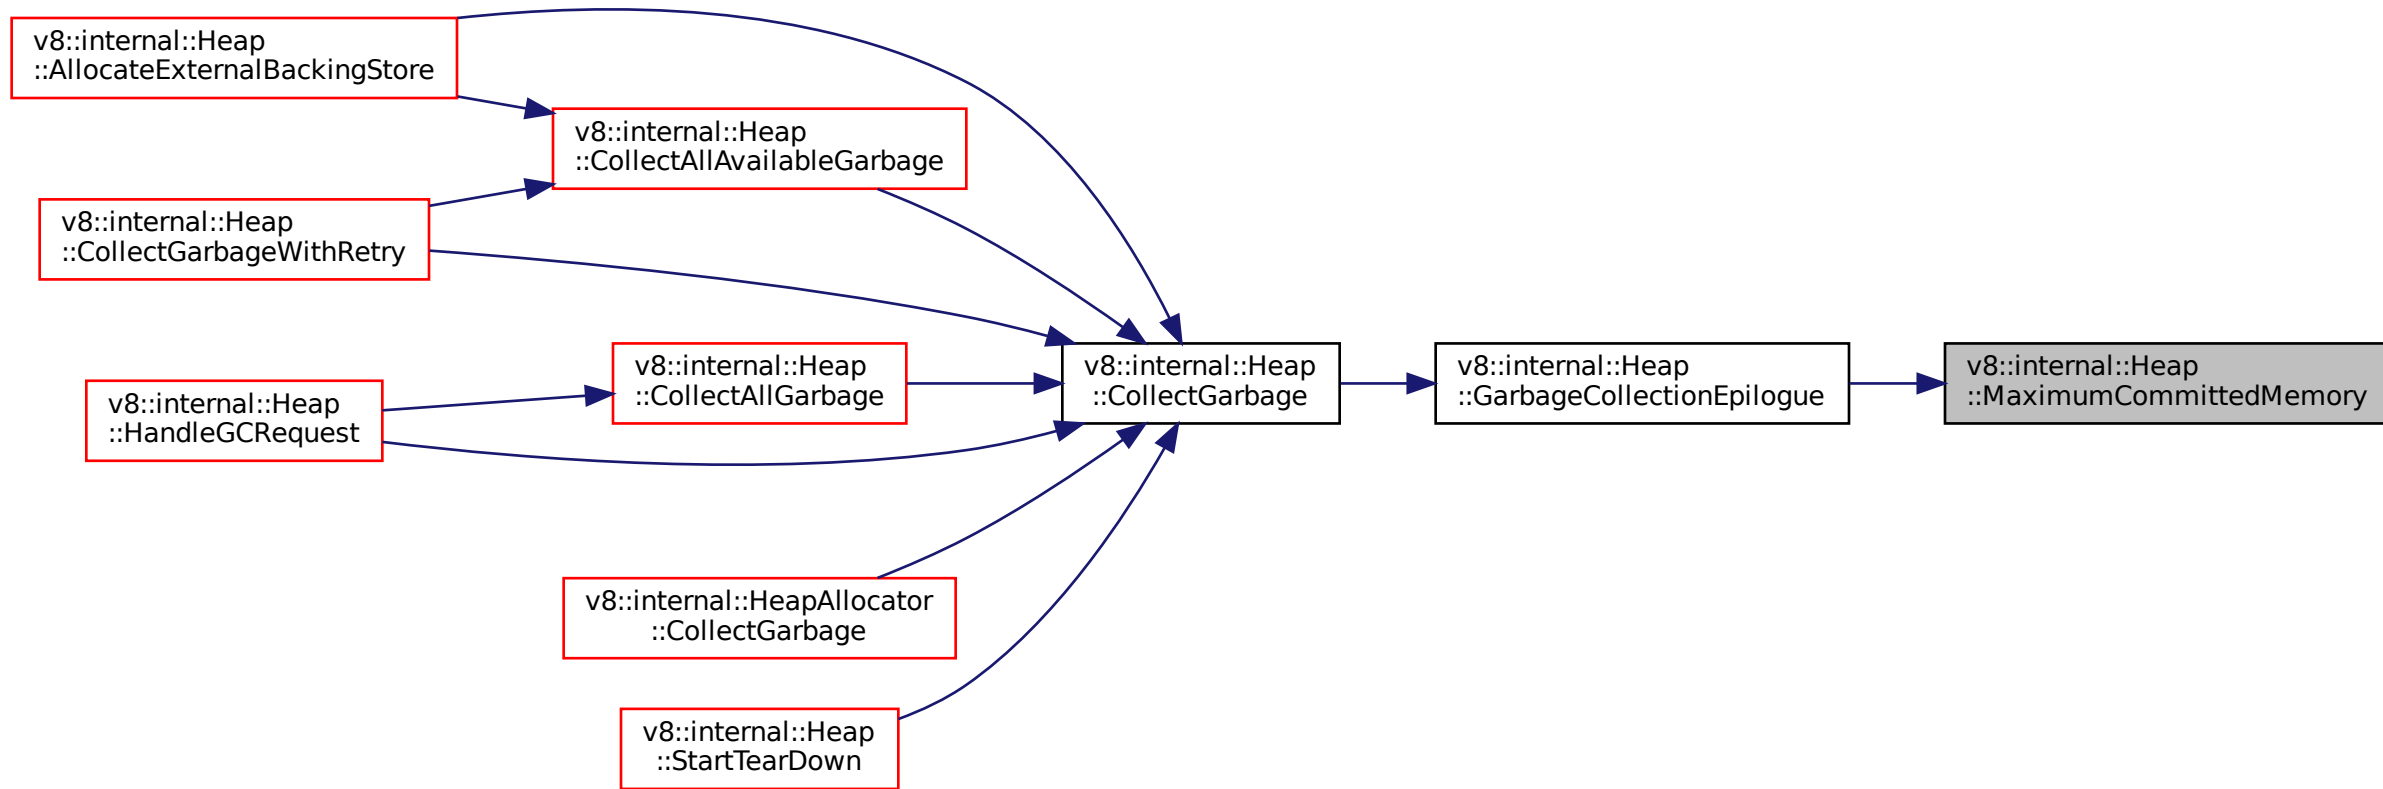 v8::internal::Heap
::AllocateExternalBackingStore
v8::internal::Heap
::CollectAllAvailableGarbage
v8::internal::Heap
::CollectGarbageWithRetry
v8::internal::Heap
::CollectAllGarbage
v8::internal::Heap
::HandleGCRequest
v8::internal::Heap
::CollectGarbage
v8::internal::Heap
::GarbageCollectionEpilogue
v8::internal::Heap
::MaximumCommittedMemory
v8::internal::HeapAllocator
::CollectGarbage
v8::internal::Heap
::StartTearDown